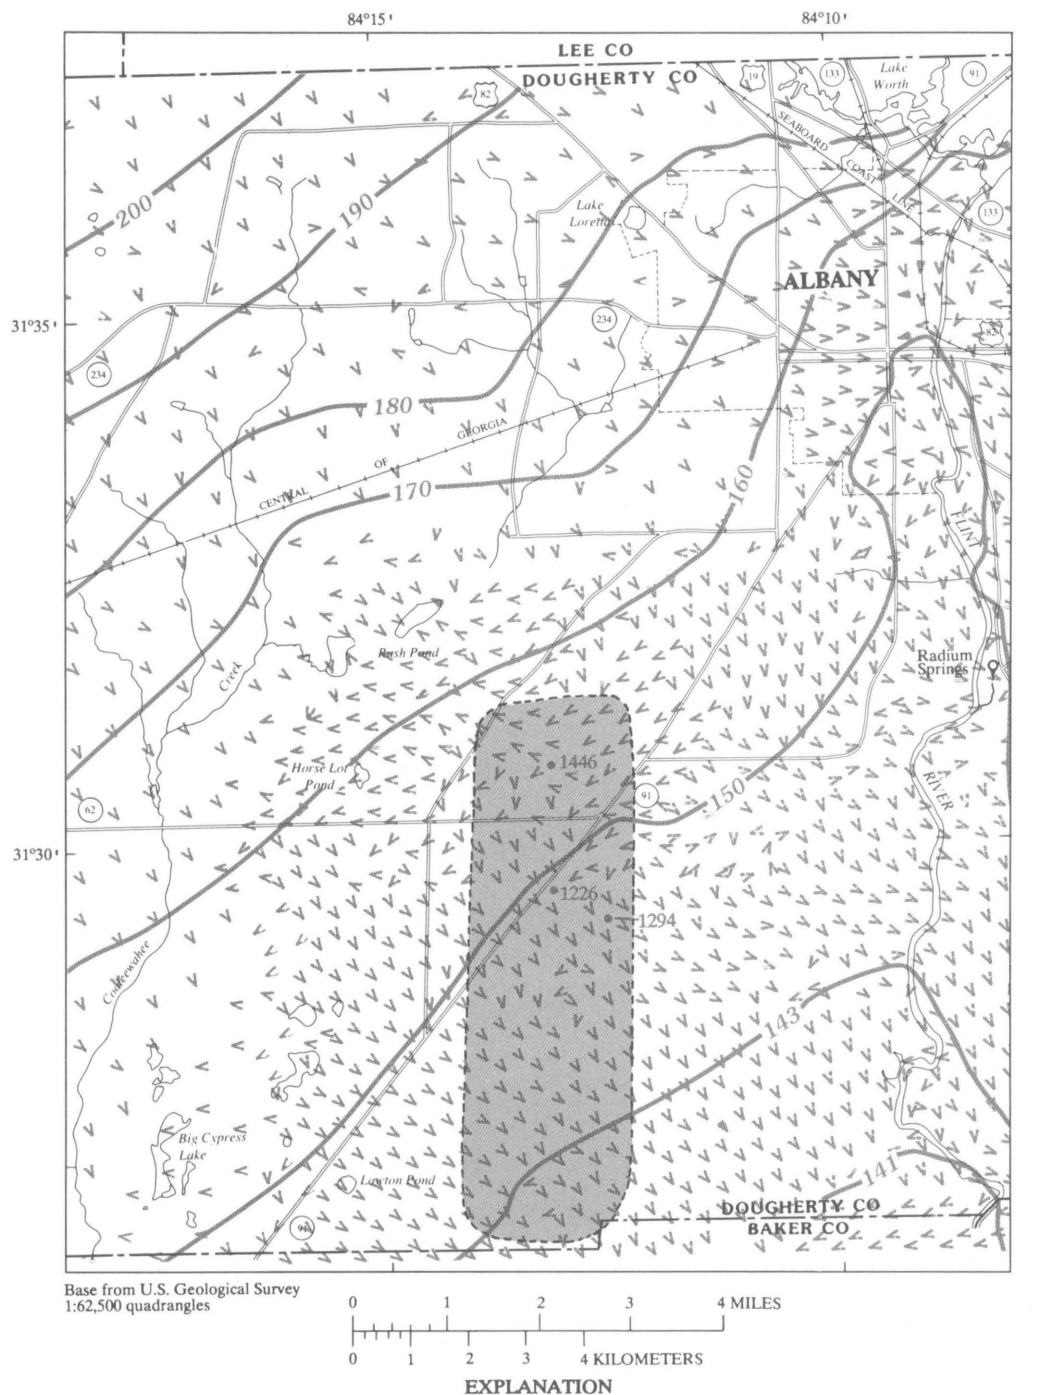 84°15'
84°10'
LEE CO
DOUGHERTY CO
82
19
133
Lake
Worth
91
SEABOARD
COAST
LINE
133
200
190
Lake
Loretta
ALBANY
31°35'
234
82
234
180
GEORGIA
OF
CENTRAL
170
160
FLINT
Rush Pond
Radium
Springs
Creek
Horse Lot
Pond
1446
62
91
150
RIVER
31°30'
1226
1294
143
Big Cypress
Lake
Lawton Pond
141
91
DOUGHERTY CO
BAKER CO
Base from U.S. Geological Survey
1:62,500 quadrangles
0 1 2 3 4 MILES
0 1 2 3 4 KILOMETERS
EXPLANATION